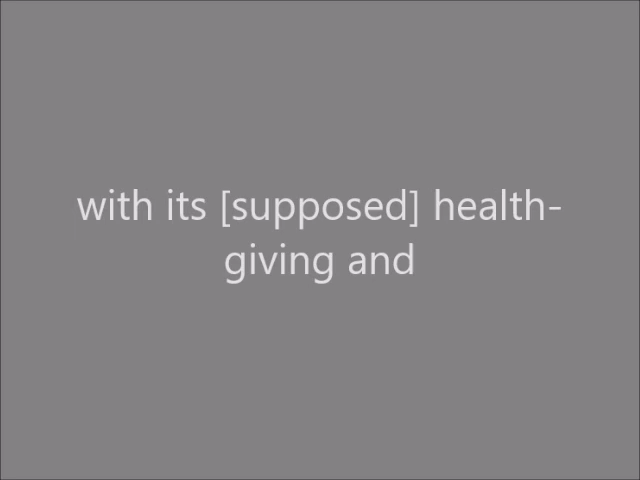 with its [supposed] health-
giving and